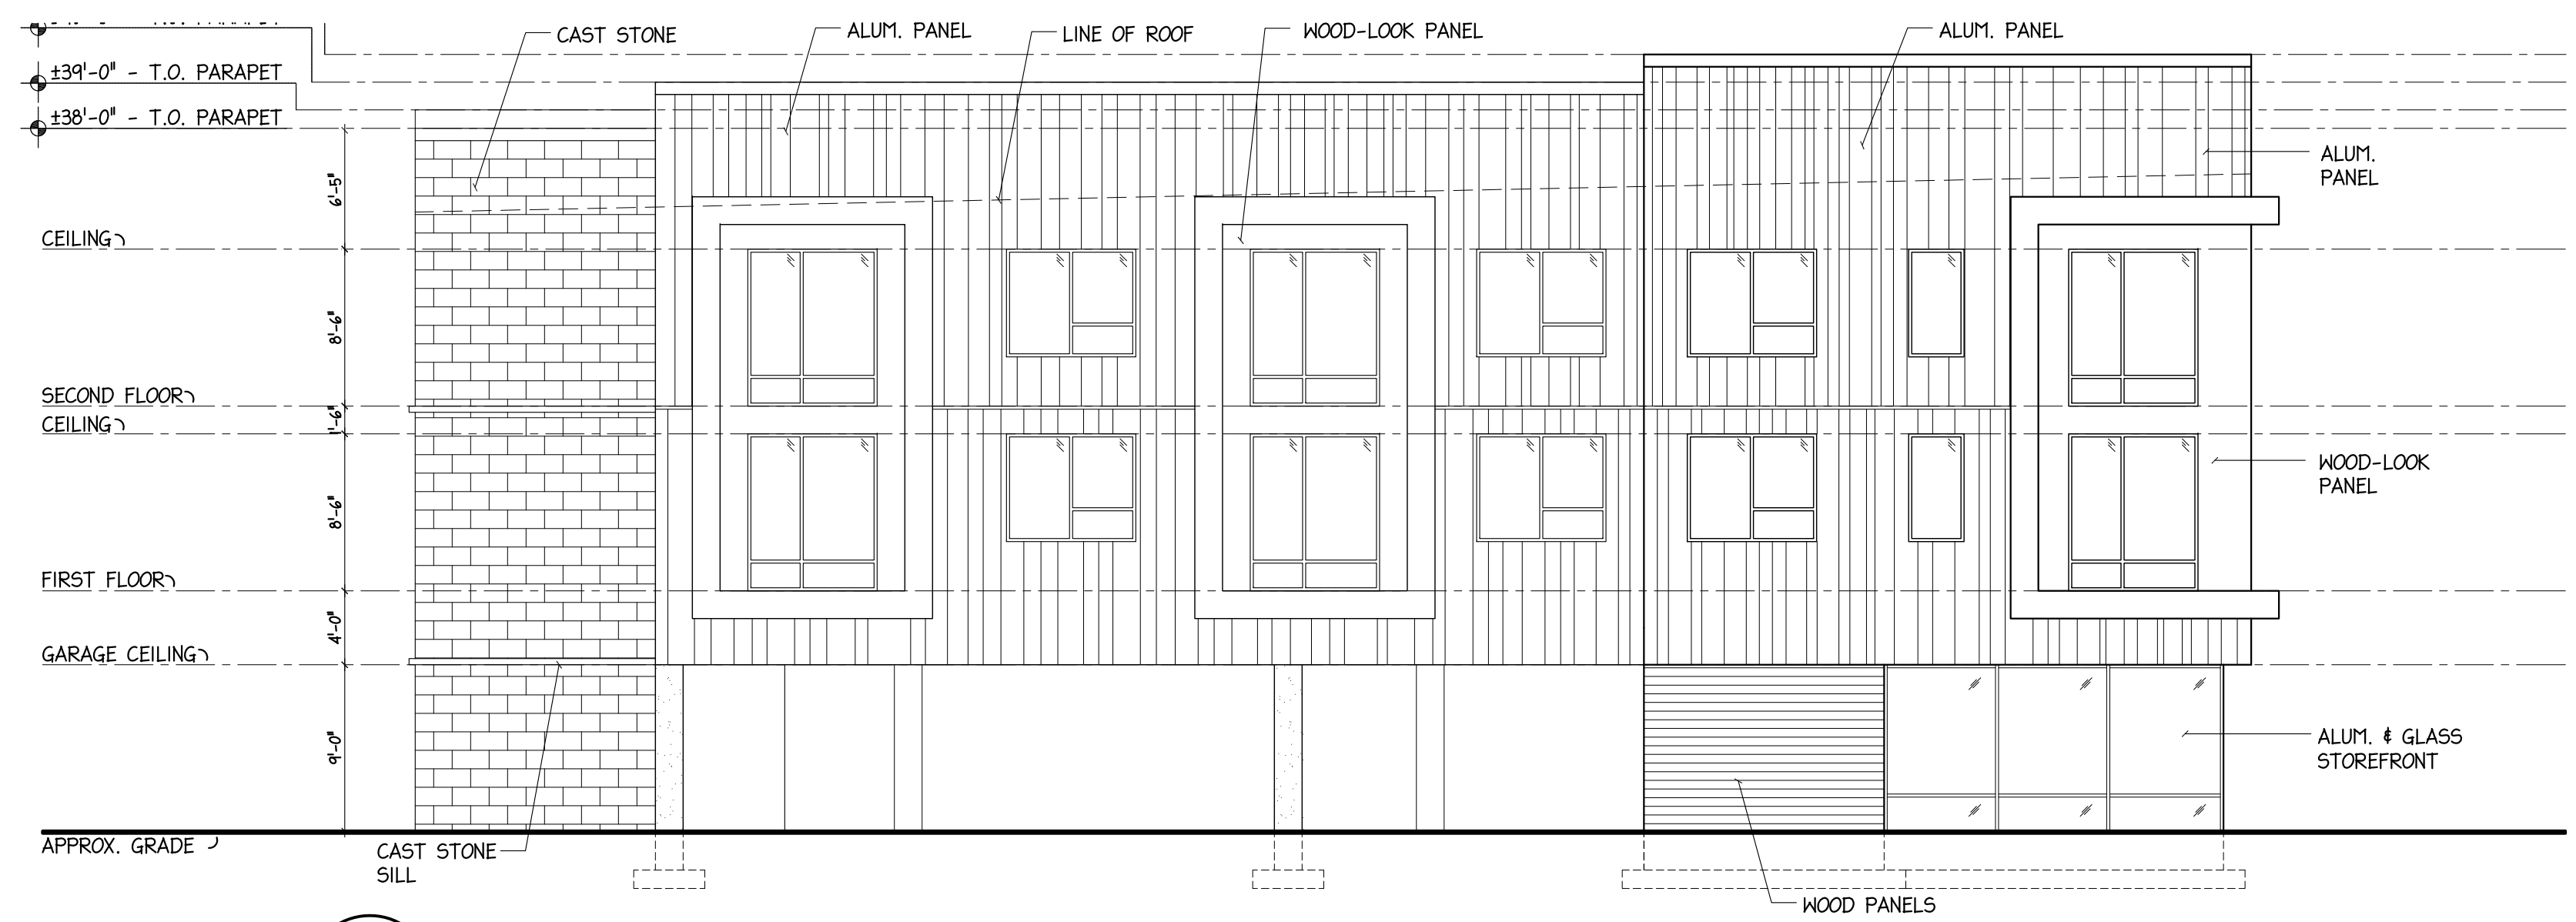 CAST STONE
ALUM. PANEL
LINE OF ROOF
WOOD-LOOK PANEL
ALUM. PANEL
±39'-0" - T.O. PARAPET
±38'-0" - T.O. PARAPET
ALUM.
PANEL
6'-5"
CEILING
8'-6"
SECOND FLOOR
1'-6"
CEILING
WOOD-LOOK
PANEL
8'-6"
FIRST FLOOR
4'-0"
GARAGE CEILING
9'-0"
ALUM. & GLASS
STOREFRONT
APPROX. GRADE
CAST STONE
SILL
WOOD PANELS